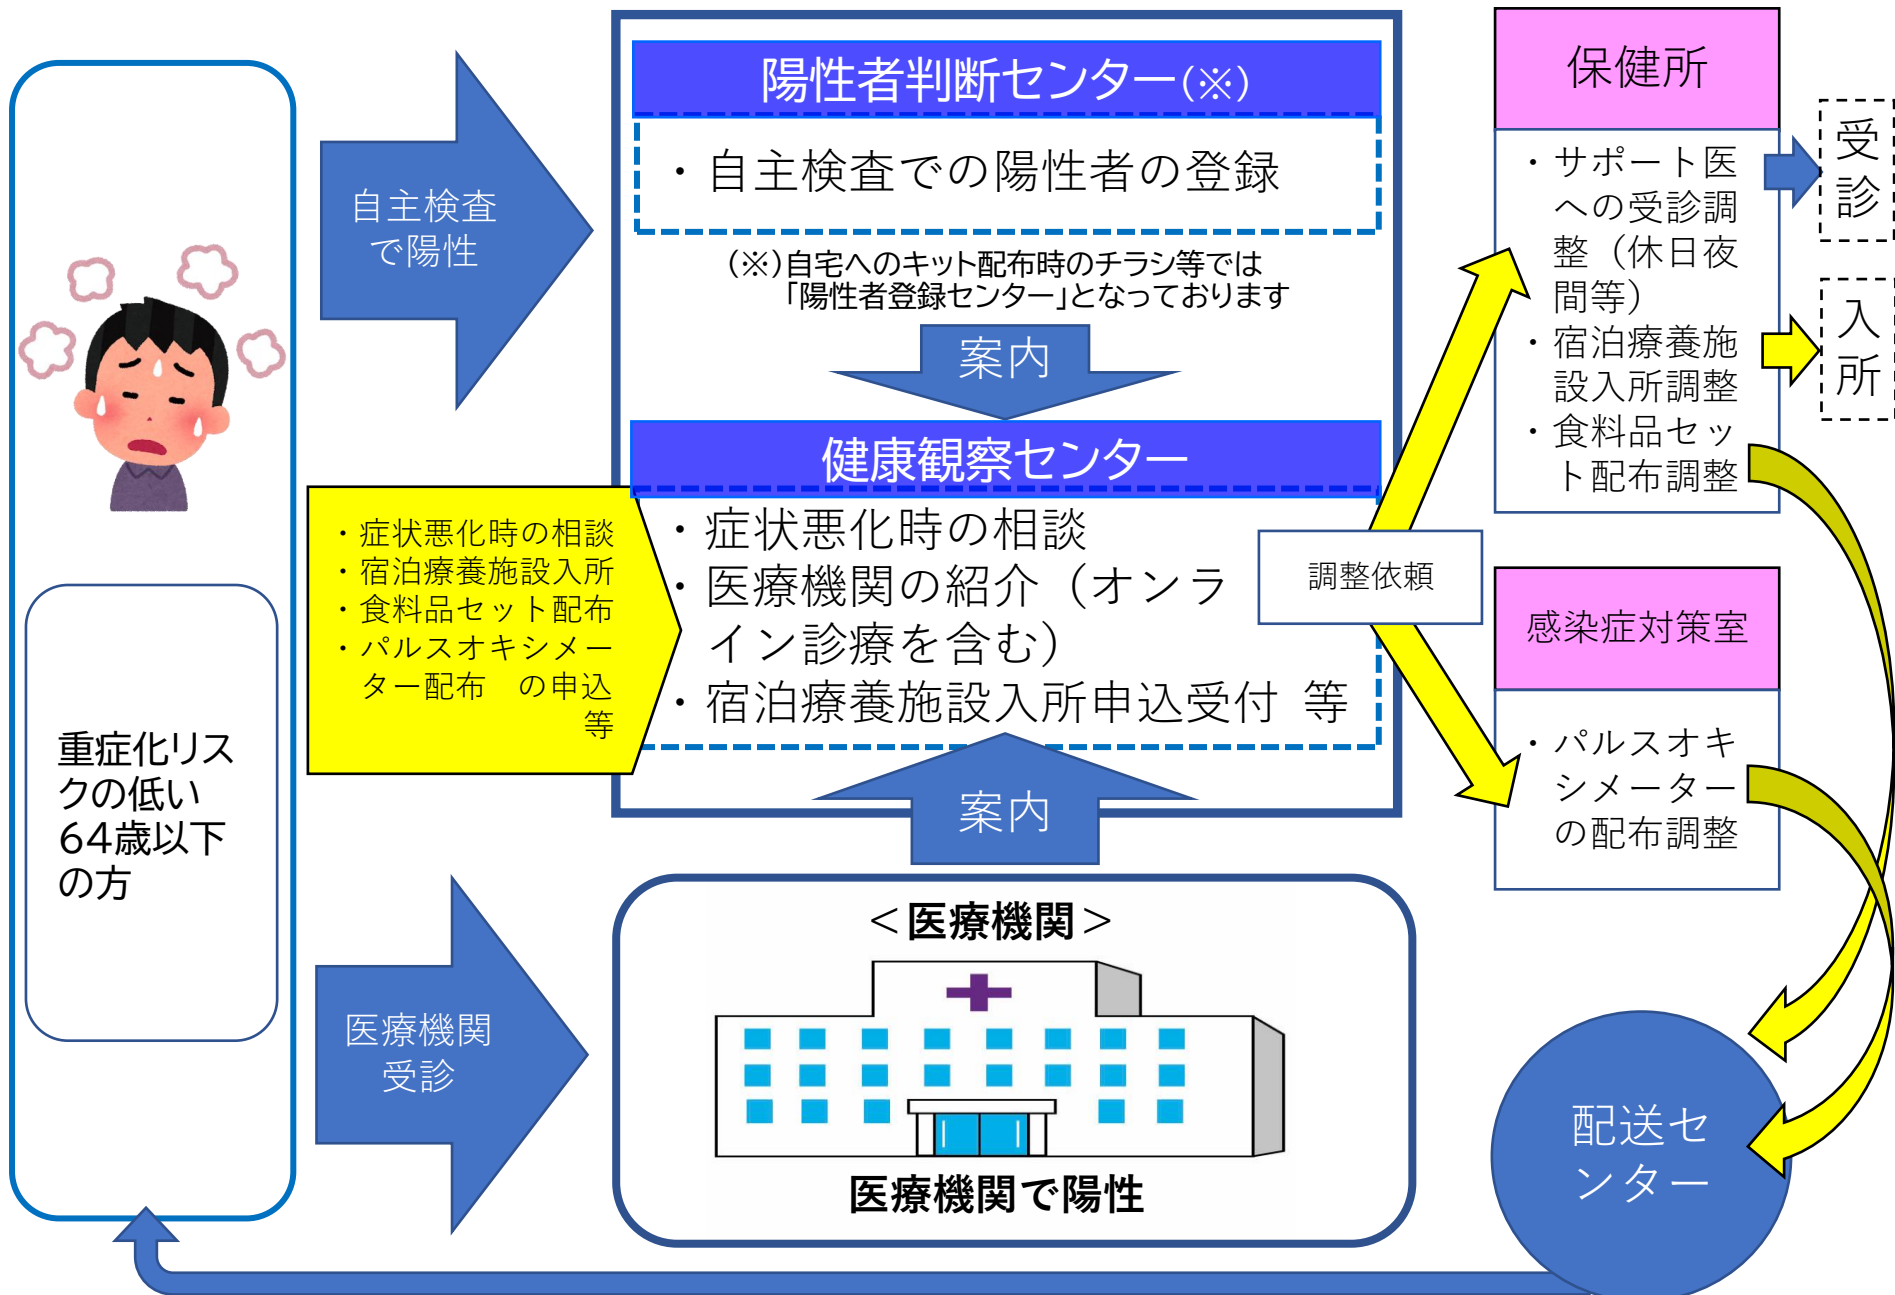 自主検査
で陽性
陽性者判断センター(※)
・自主検査での陽性者の登録
(※)自宅へのキット配布時のチラシ等では
「陽性者登録センター」となっております
案内
健康観察センター
・症状悪化時の相談
・医療機関の紹介（オンラ
イン診療を含む）
・宿泊療養施設入所申込受付 等
・症状悪化時の相談
・宿泊療養施設入所
・食料品セット配布
・パルスオキシメー
ター配布　の申込
等
重症化リス
クの低い
64歳以下
の方
案内
医療機関
受診
＜医療機関＞
医療機関で陽性
調整依頼
保健所
・サポート医
への受診調
整（休日夜
間等）
・宿泊療養施
設入所調整
・食料品セッ
ト配布調整
受
診
入
所
感染症対策室
・パルスオキ
シメーター
の配布調整
配送セ
ンター